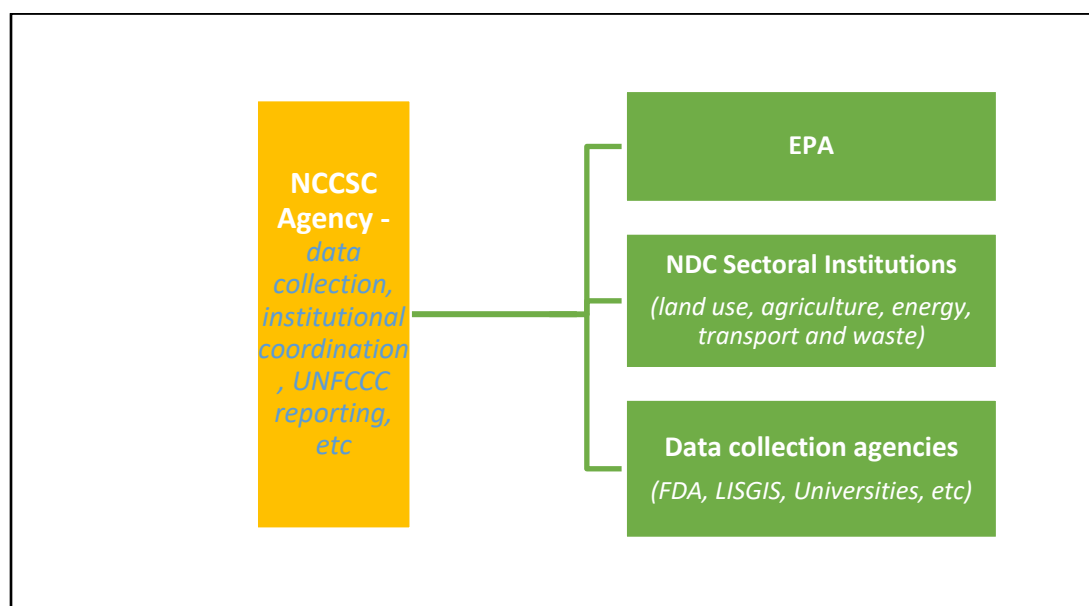 NCCSC
Agency -
data
collection,
institutional
coordination
, UNFCCC
reporting,
etc
EPA
NDC Sectoral Institutions
(land use, agriculture, energy,
transport and waste)
Data collection agencies
(FDA, LISGIS, Universities, etc)